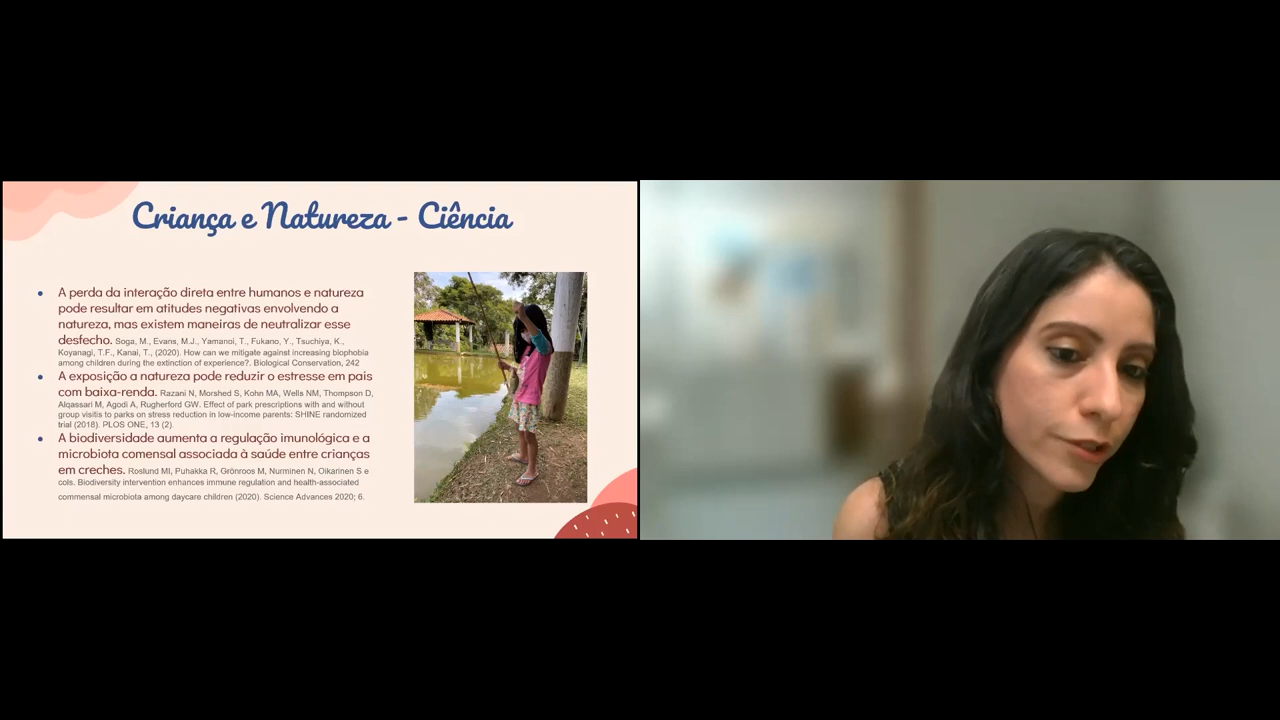 Criança e Natureza - Ciência
A perda da interação direta entre humanos e natureza
pode resultar em atitudes negativas envolvendo a
natureza, mas existem maneiras de neutralizar esse
desfecho. Soga, M., Evans, M.J., Yamanoi, T., Fukano, Y., Tsuchiya, K.,
Koyanagi, T.F., Kanai, T., (2020). How can we mitigate against increasing biophobia
among children during the extinction of experience?. Biological Conservation, 242
A exposição a natureza pode reduzir o estresse em pais
com baixa-renda. Razani N, Morshed S, Kohn MA, Wells NM, Thompson D,
Alqassari M, Agodi A, Rugherford GW. Effect of park prescriptions with and without
group visits to parks on stress reduction in low-income parents: SHINE randomized
trial (2018). PLOS ONE, 13 (2).
A biodiversidade aumenta a regulação imunológica e a
microbiota comensal associada à saúde entre crianças
em creches. Roslund MI, Puhakka R, Grönroos M, Nurminen N, Oikarinen S e
cols. Biodiversity intervention enhances immune regulation and health-associated
commensal microbiota among daycare children (2020). Science Advances 2020; 6.